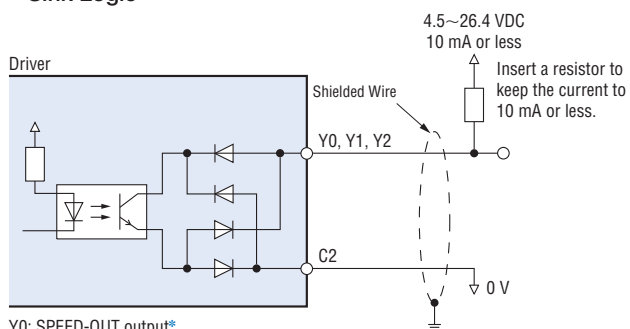 Sink Logic
4.5~26.4 VDC
10 mA or less
Driver
Insert a resistor to
keep the current to
10 mA or less.
Shielded Wire
Y0, Y1, Y2
C2
0 V
Y0: SPEED-OUT output*